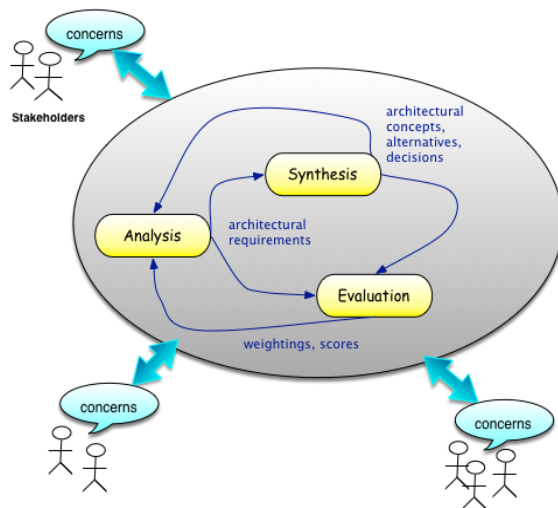 concerns
Stakeholders
architectural
concepts,
alternatives,
decisions
Synthesis
Analysis
architectural
requirements
Evaluation
weightings, scores
concerns
concerns